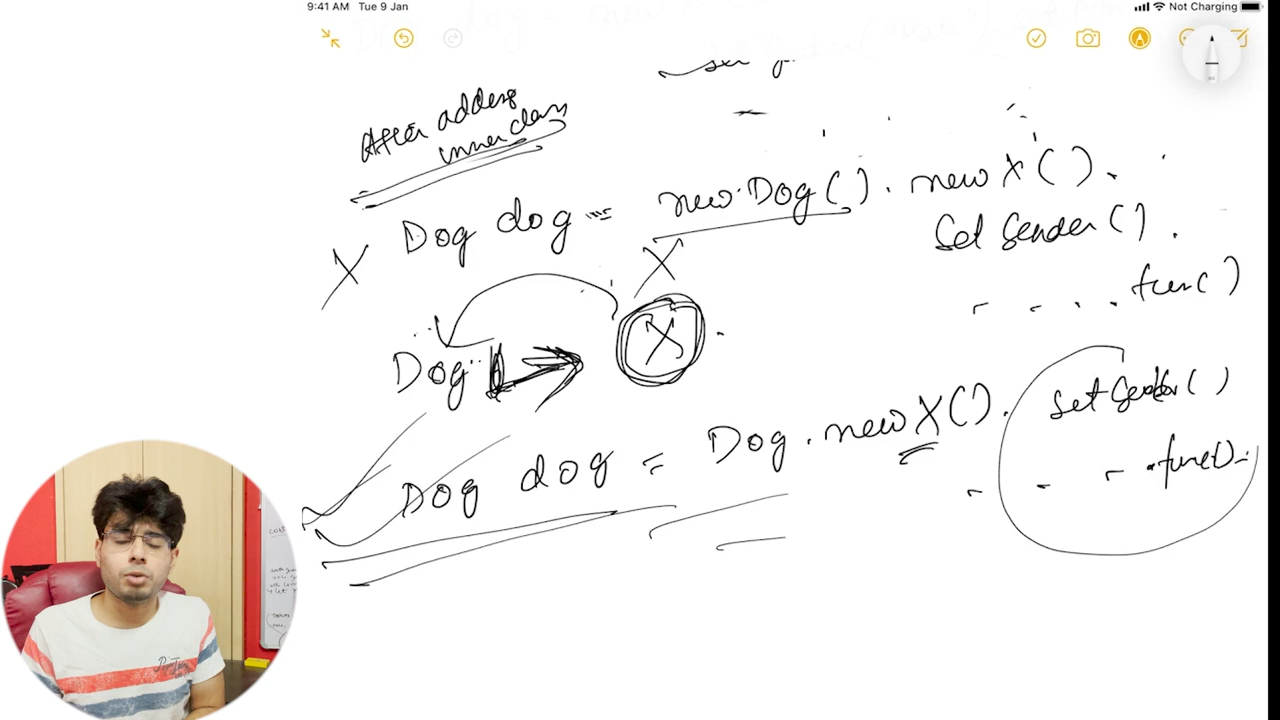 9:41 AM Tue 9 Jan
Not Charging
After address
inner class
X Dog dog = new Dog(). new X().
Set Gender().
func()
X
Dog
X
Dog dog = Dog. new X(). Set Gender()
.func()